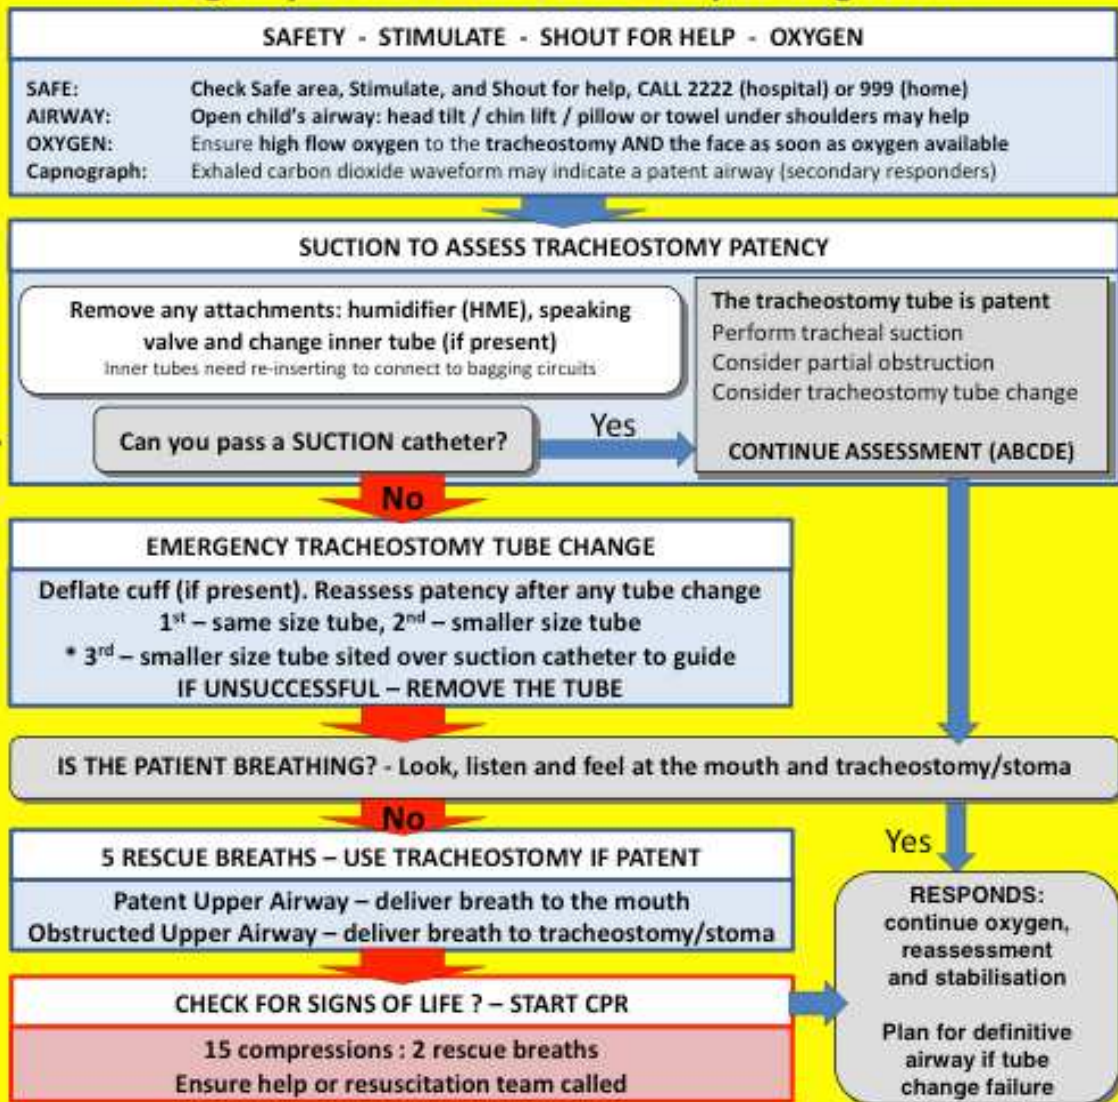 SAFETY - STIMULATE - SHOUT FOR HELP - OXYGEN
SAFE: Check Safe area, Stimulate, and Shout for help, CALL 2222 (hospital) or 999 (home)
AIRWAY: Open child's airway: head tilt / chin lift / pillow or towel under shoulders may help
OXYGEN: Ensure high flow oxygen to the tracheostomy AND the face as soon as oxygen available
Capnograph: Exhaled carbon dioxide waveform may indicate a patent airway (secondary responders)
SUCTION TO ASSESS TRACHEOSTOMY PATENCY
Remove any attachments: humidifier (HME), speaking
valve and change inner tube (if present)
Inner tubes need re-inserting to connect to bagging circuits
Can you pass a SUCTION catheter?
Yes
The tracheostomy tube is patent
Perform tracheal suction
Consider partial obstruction
Consider tracheostomy tube change
CONTINUE ASSESSMENT (ABCDE)
No
EMERGENCY TRACHEOSTOMY TUBE CHANGE
Deflate cuff (if present). Reassess patency after any tube change
1st – same size tube, 2nd – smaller size tube
* 3rd – smaller size tube sited over suction catheter to guide
IF UNSUCCESSFUL – REMOVE THE TUBE
IS THE PATIENT BREATHING? - Look, listen and feel at the mouth and tracheostomy/stoma
No
5 RESCUE BREATHS – USE TRACHEOSTOMY IF PATENT
Patent Upper Airway – deliver breath to the mouth
Obstructed Upper Airway – deliver breath to tracheostomy/stoma
CHECK FOR SIGNS OF LIFE ? – START CPR
15 compressions : 2 rescue breaths
Ensure help or resuscitation team called
Yes
RESPONDS:
continue oxygen,
reassessment
and stabilisation
Plan for definitive
airway if tube
change failure